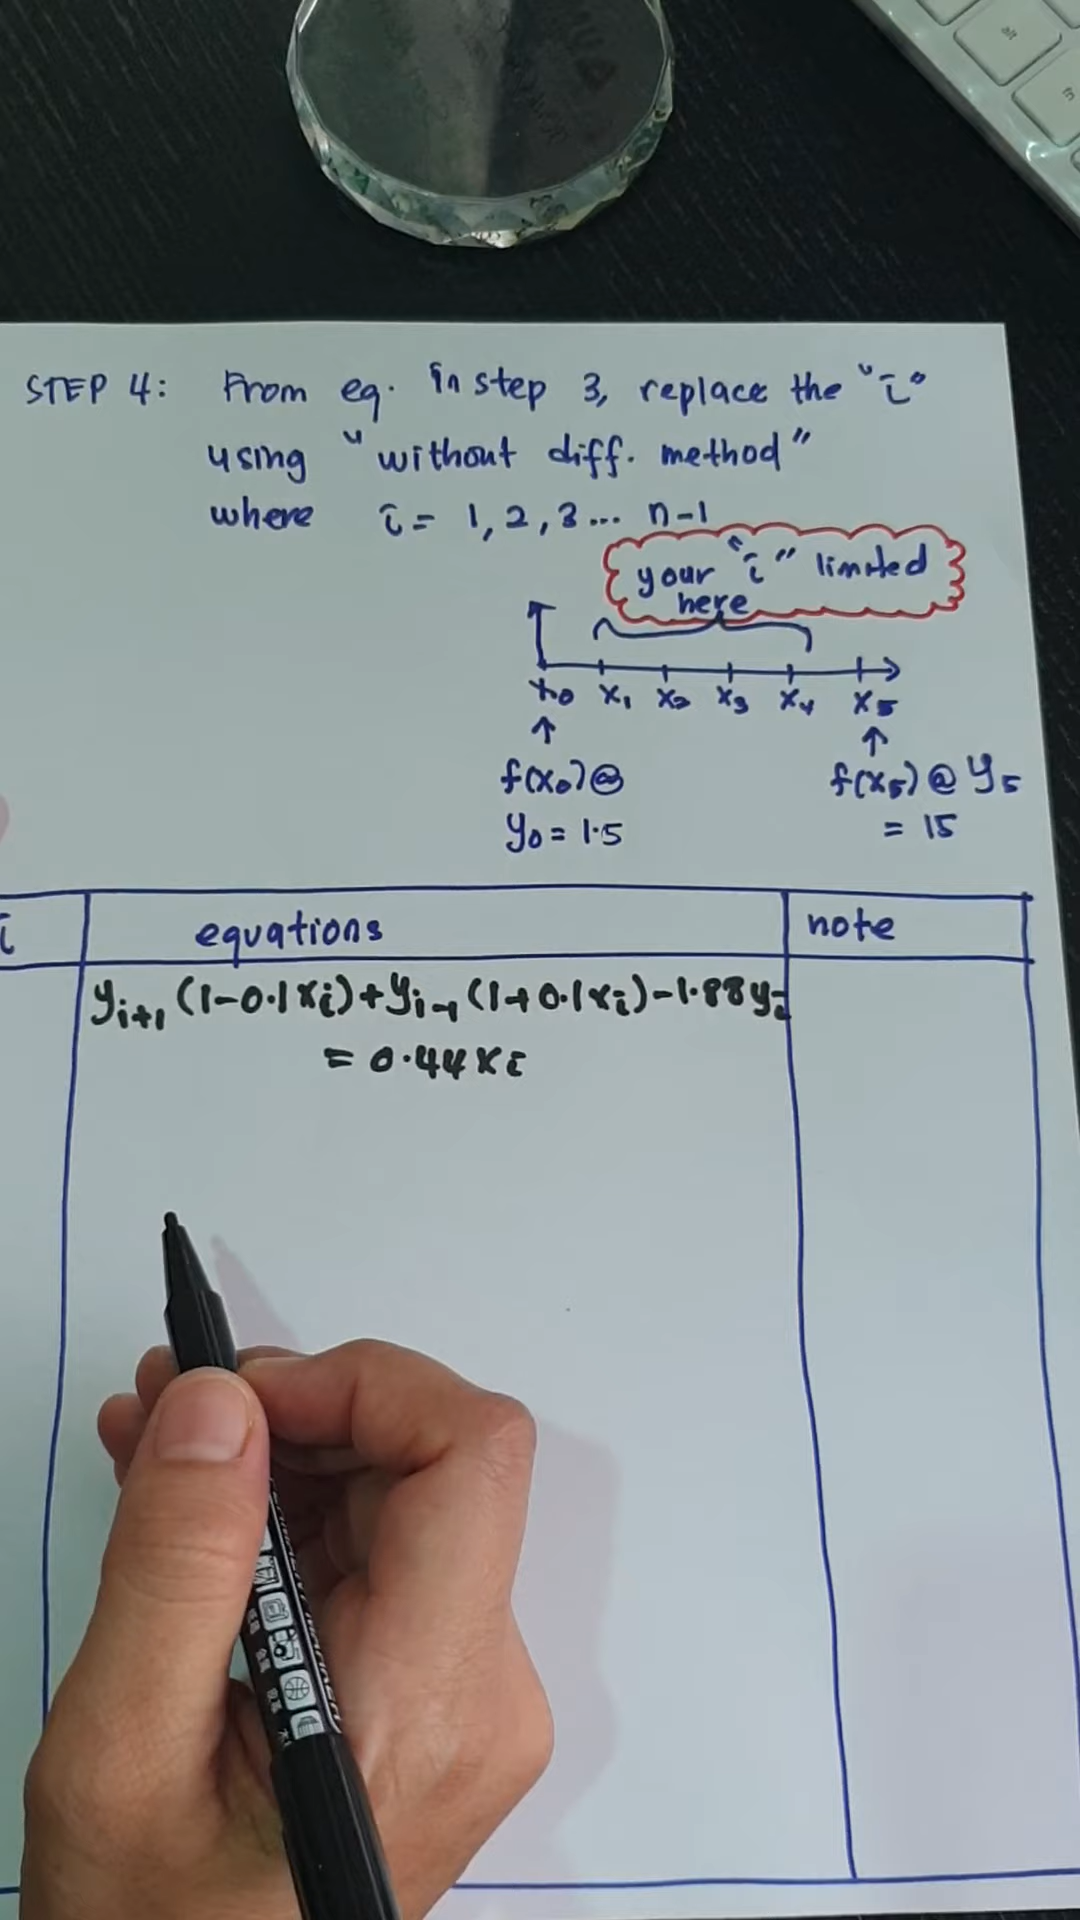 alt
fn
STEP 4: From eq. in step 3, replace the "i"
using "without diff. method"
where i = 1, 2, 3 ... n-1
your "i" limited
here
x0 x1 x2 x3 x4 x5
↑ ↑
f(x0)@ f(x5)@ y5
y0 = 1.5 = 15
i equations note
yi+1 (1-0.1xi)+yi-1 (1+0.1xi)-1.88yi
= 0.44xi